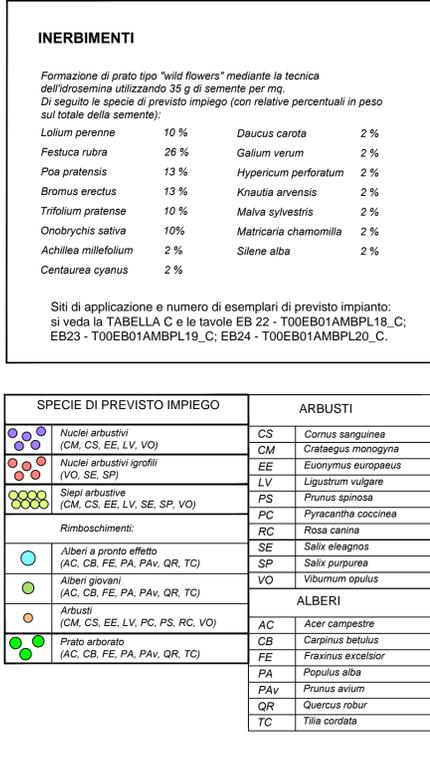 INERBIMENTI
Formazione di prato tipo "wild flowers" mediante la tecnica
dell'idrosemina utilizzando 35 g di semente per mq.
Di seguito le specie di previsto impiego (con relative percentuali in peso
sul totale della semente):
Lolium perenne 10 % Daucus carota 2 %
Festuca rubra 26 % Galium verum 2 %
Poa pratensis 13 % Hypericum perforatum 2 %
Bromus erectus 13 % Knautia arvensis 2 %
Trifolium pratense 10 % Malva sylvestris 2 %
Onobrychis sativa 10% Matricaria chamomilla 2 %
Achillea millefolium 2 % Silene alba 2 %
Centaurea cyanus 2 %
Siti di applicazione e numero di esemplari di previsto impianto:
si veda la TABELLA C e le tavole EB 22 - T00EB01AMBPL18_C;
EB23 - T00EB01AMBPL19_C; EB24 - T00EB01AMBPL20_C.
SPECIE DI PREVISTO IMPIEGO
Nuclei arbustivi
(CM, CS, EE, LV, VO)
Nuclei arbustivi igrofili
(VO, SE, SP)
Siepi arbustive
(CM, CS, EE, LV, SE, SP, VO)
Rimboschimenti:
Alberi a pronto effetto
(AC, CB, FE, PA, PAv, QR, TC)
Alberi giovani
(AC, CB, FE, PA, PAv, QR, TC)
Arbusti
(CM, CS, EE, LV, PC, PS, RC, VO)
Prato arborato
(AC, CB, FE, PA, PAv, QR, TC)
ARBUSTI
CS Cornus sanguinea
CM Crataegus monogyna
EE Euonymus europaeus
LV Ligustrum vulgare
PS Prunus spinosa
PC Pyracantha coccinea
RC Rosa canina
SE Salix eleagnos
SP Salix purpurea
VO Viburnum opulus
ALBERI
AC Acer campestre
CB Carpinus betulus
FE Fraxinus excelsior
PA Populus alba
PAv Prunus avium
QR Quercus robur
TC Tilia cordata